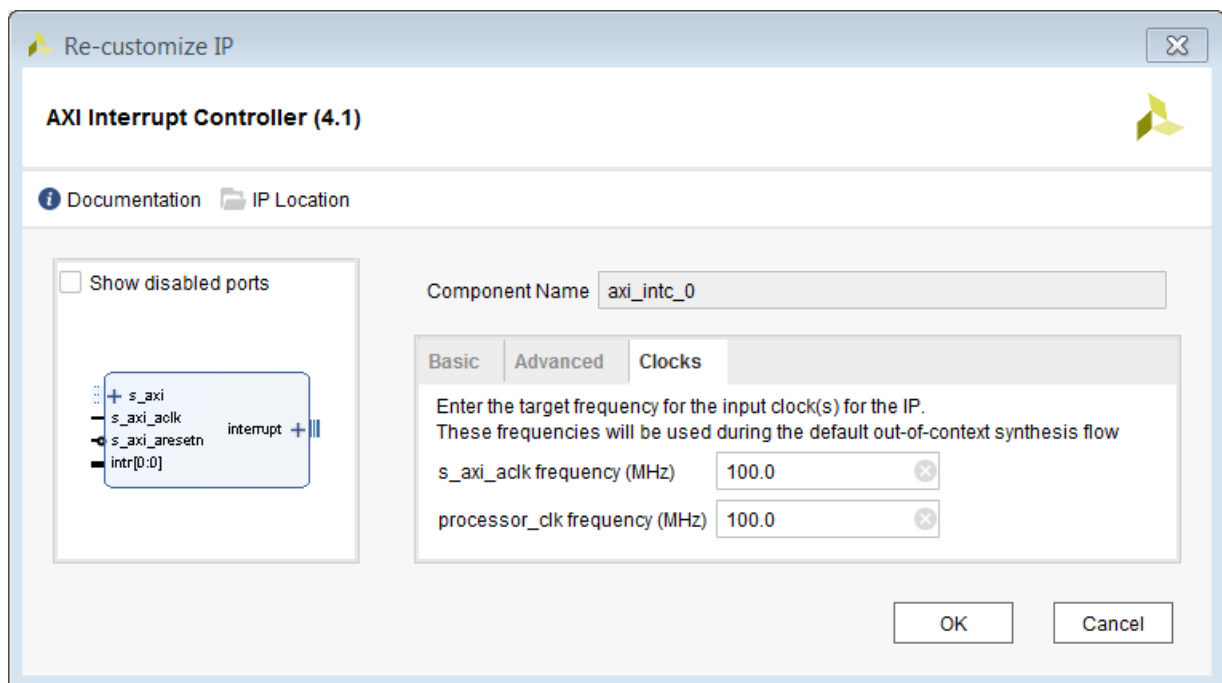 Re-customize IP
AXI Interrupt Controller (4.1)
Documentation IP Location
Show disabled ports
s_axi
s_axi_aclk
s_axi_aresetn
intr[0:0]
interrupt
Component Name axi_intc_0
Basic Advanced Clocks
Enter the target frequency for the input clock(s) for the IP.
These frequencies will be used during the default out-of-context synthesis flow
s_axi_aclk frequency (MHz) 100.0
processor_clk frequency (MHz) 100.0
OK Cancel